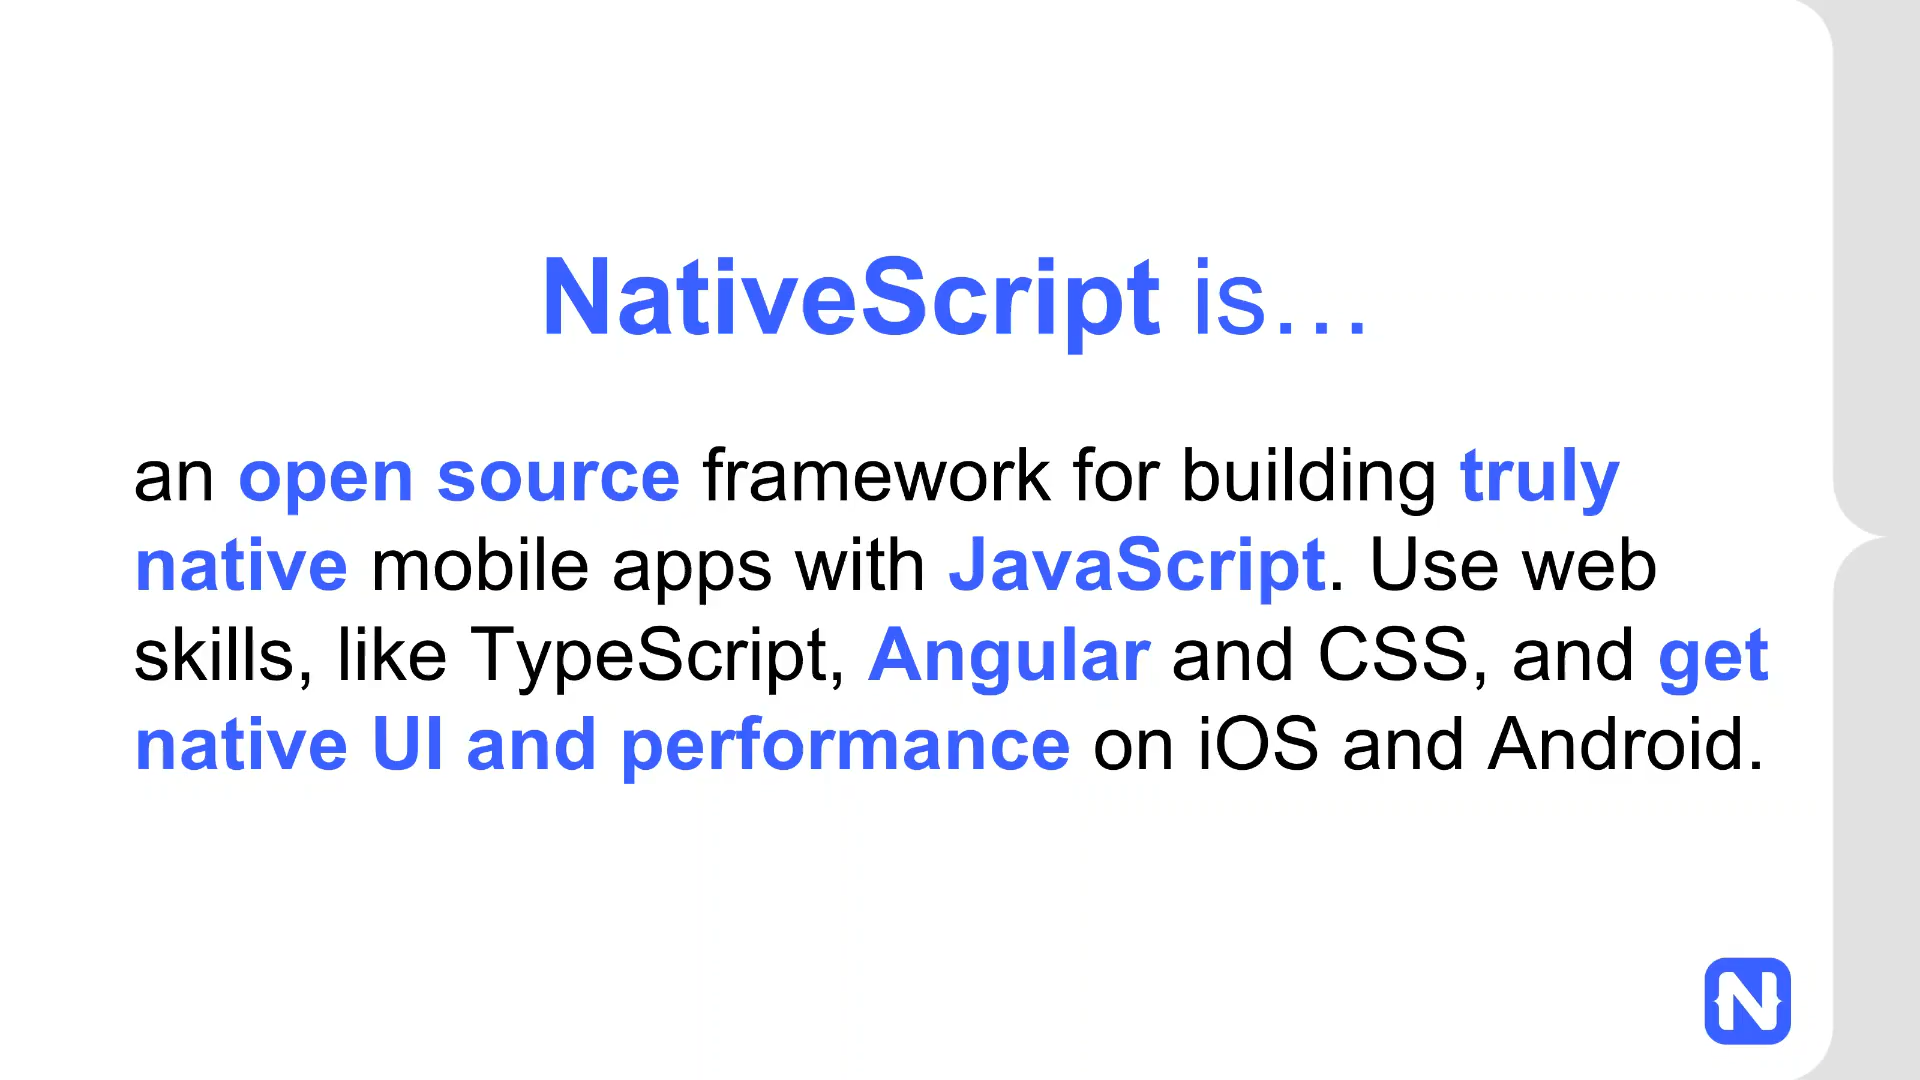 NativeScript is…
an open source framework for building truly
native mobile apps with JavaScript. Use web
skills, like TypeScript, Angular and CSS, and get
native UI and performance on iOS and Android.
N